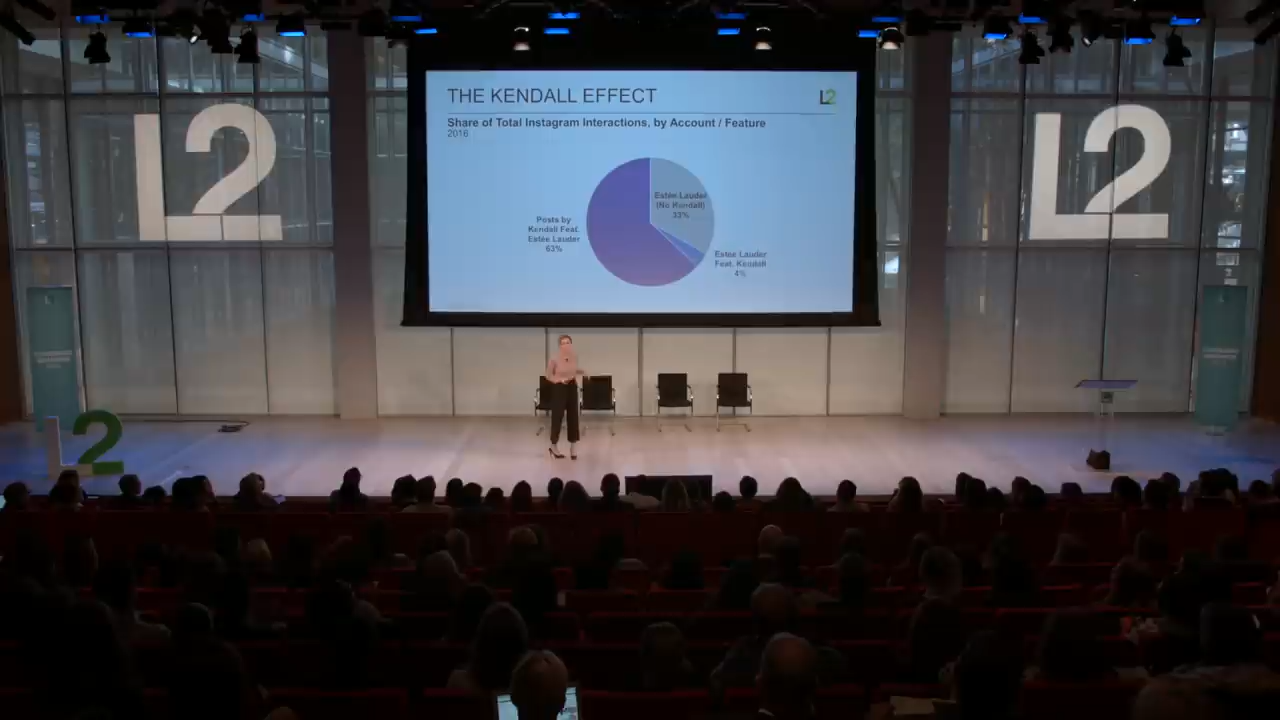 THE KENDALL EFFECT
L2
Share of Total Instagram Interactions, by Account / Feature
2016
Estée Lauder
(No Kendall)
33%
Posts by
Kendall Feat.
Estée Lauder
63%
Estée Lauder
Feat. Kendall
4%
L2
L2
L2